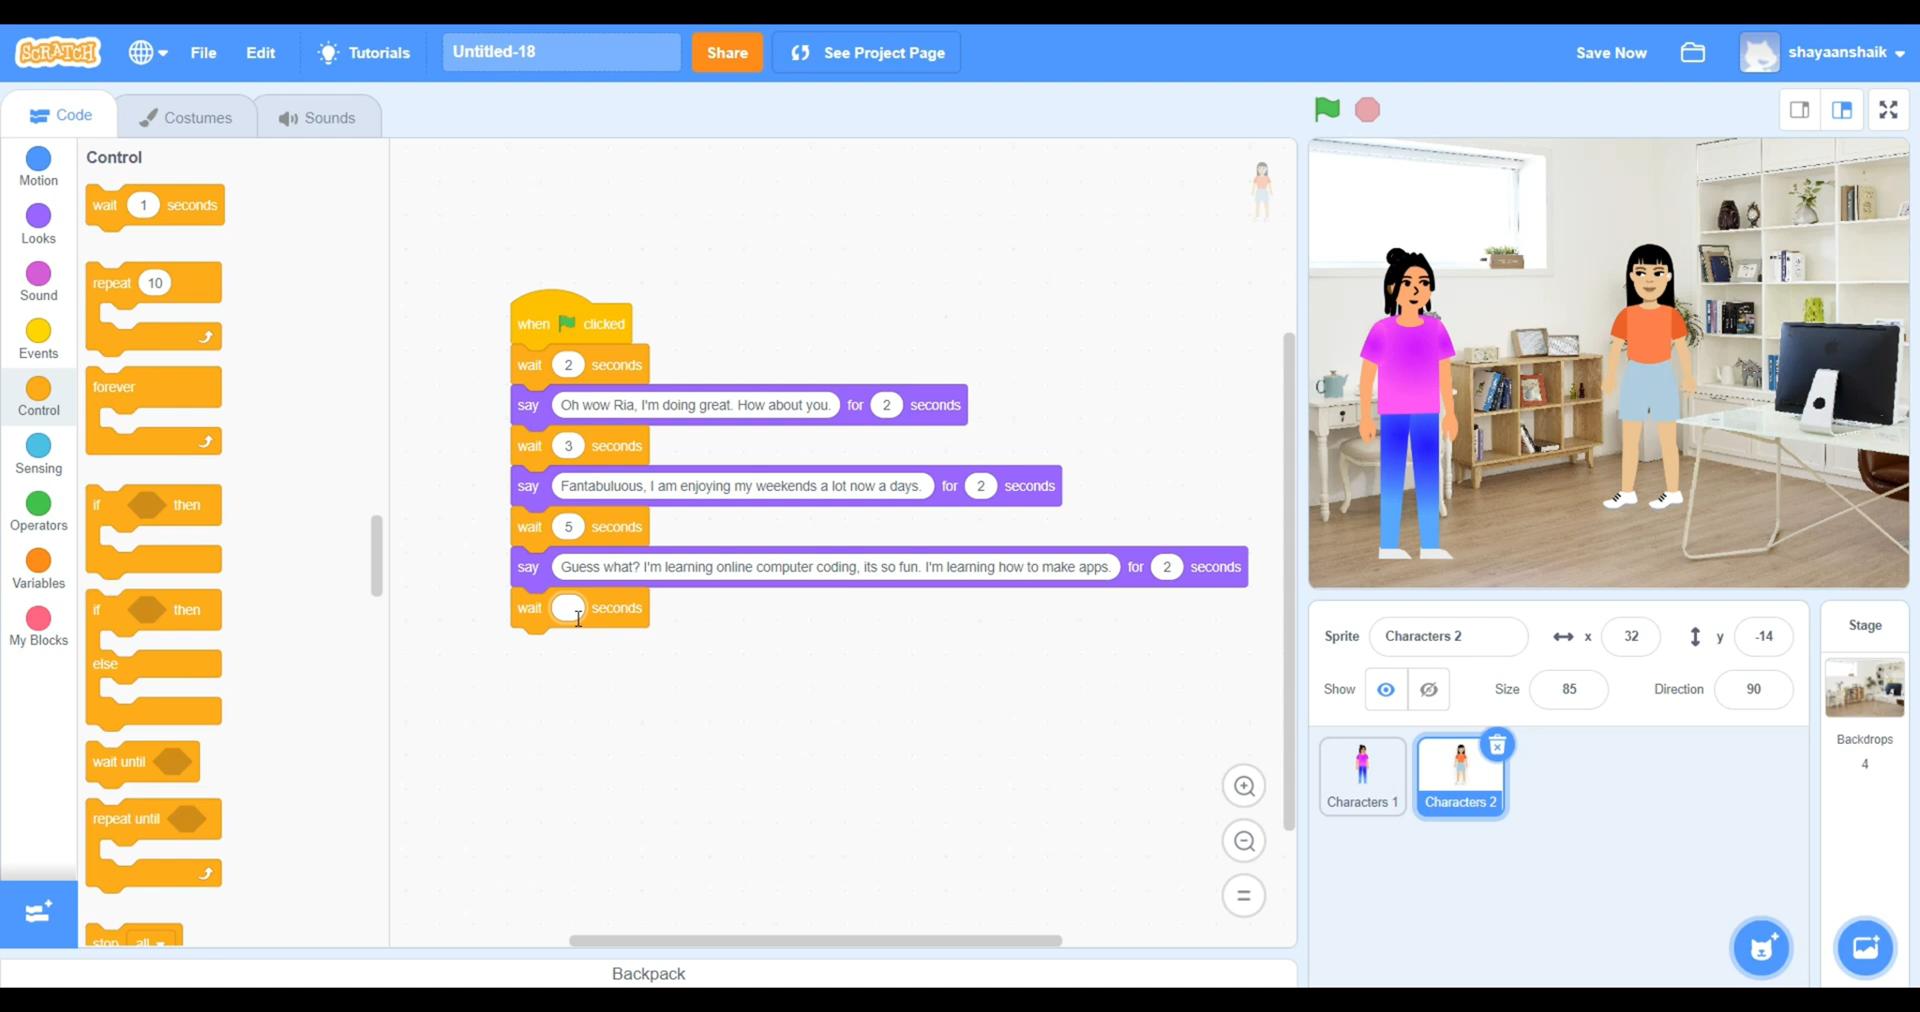 SCRATCH
File
Edit
Tutorials
Untitled-18
Share
See Project Page
Save Now
shayaanshaik
Code
Costumes
Sounds
Motion
Looks
Sound
Events
Control
Sensing
Operators
Variables
My Blocks
Control
wait 1 seconds
repeat 10
forever
if then
if then
else
wait until
repeat until
stop all
when clicked
wait 2 seconds
say Oh wow Ria, I'm doing great. How about you. for 2 seconds
wait 3 seconds
say Fantabuluous, I am enjoying my weekends a lot now a days. for 2 seconds
wait 5 seconds
say Guess what? I'm learning online computer coding, its so fun. I'm learning how to make apps. for 2 seconds
wait seconds
Backpack
Sprite Characters 2 x 32 y -14
Show Size 85 Direction 90
Characters 1
Characters 2
Stage
Backdrops
4